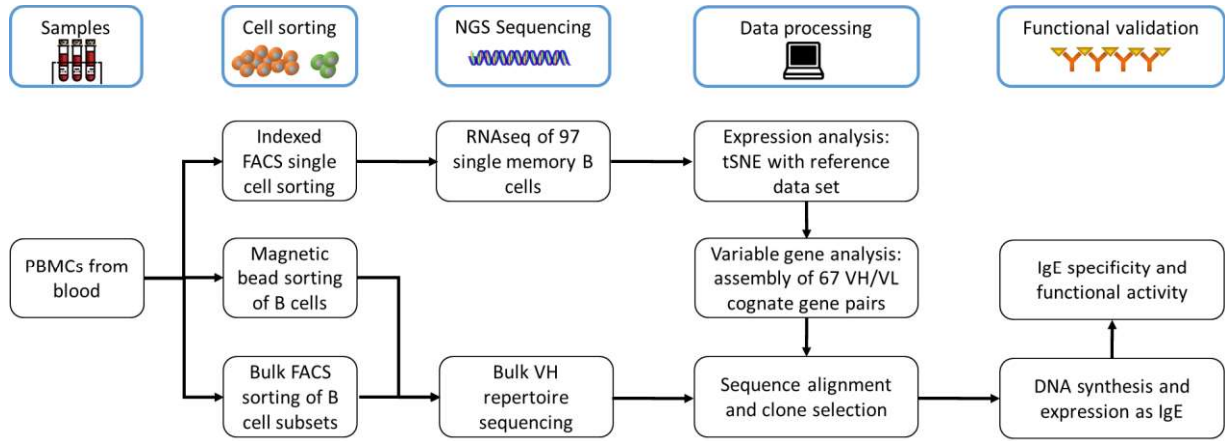 Samples
Cell sorting
NGS Sequencing
Data processing
Functional validation
Indexed
FACS single
cell sorting
RNAseq of 97
single memory B
cells
Expression analysis:
tSNE with reference
data set
PBMCs from
blood
Magnetic
bead sorting
of B cells
Variable gene analysis:
assembly of 67 VH/VL
cognate gene pairs
IgE specificity and
functional activity
Bulk FACS
sorting of B
cell subsets
Bulk VH
repertoire
sequencing
Sequence alignment
and clone selection
DNA synthesis and
expression as IgE